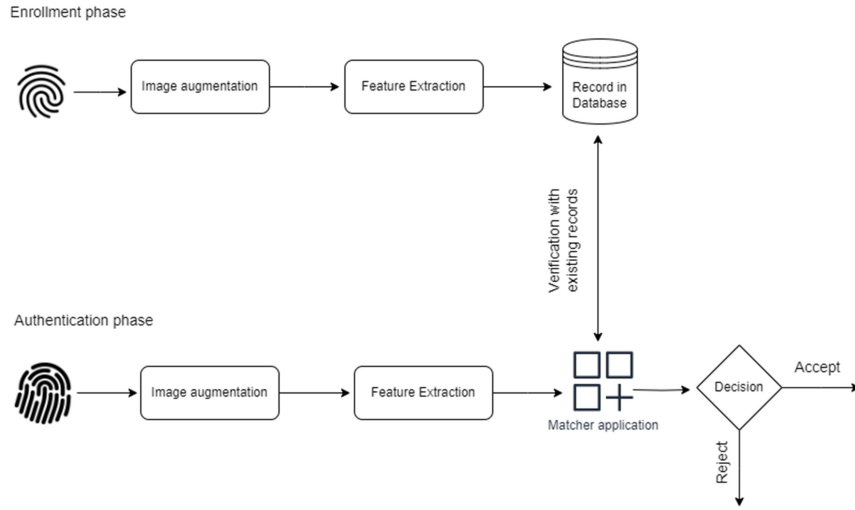 Enrollment phase
Image augmentation
Feature Extraction
Record in
Database
Verification with
existing records
Authentication phase
Image augmentation
Feature Extraction
Matcher application
Decision
Accept
Reject